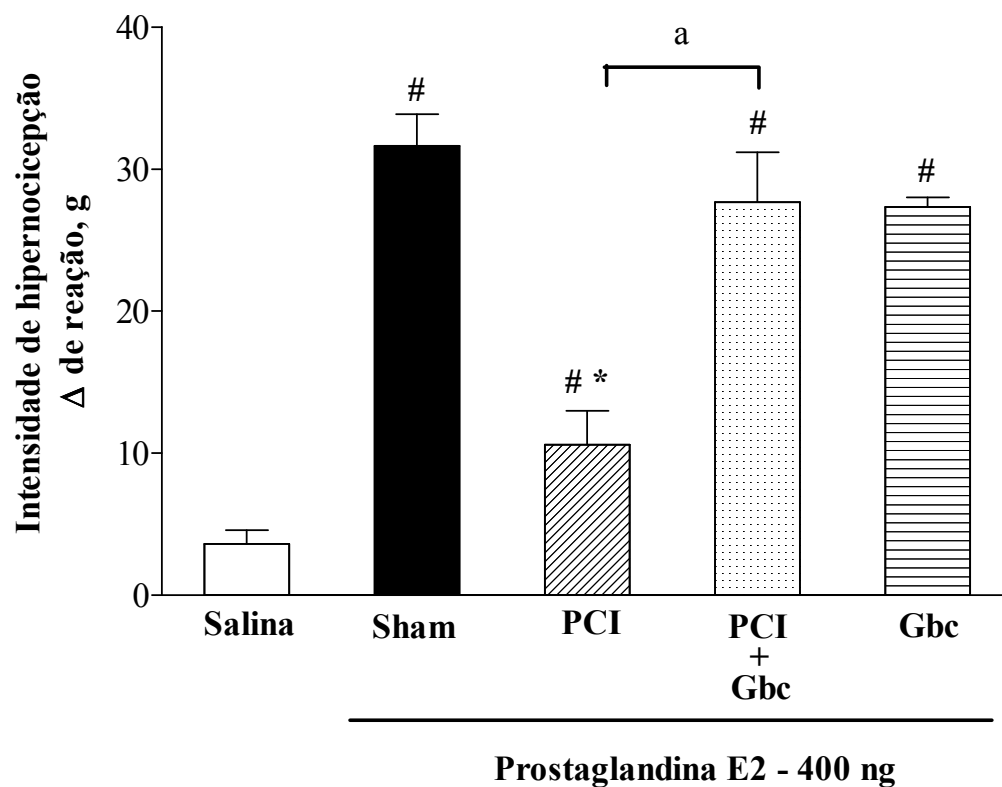 Intensidade de hipernocicepção
Δ de reação, g
40
30
20
10
0
a
#
# *
#
#
Salina
Sham
PCI
PCI
+
Gbc
Gbc
Prostaglandina E2 - 400 ng